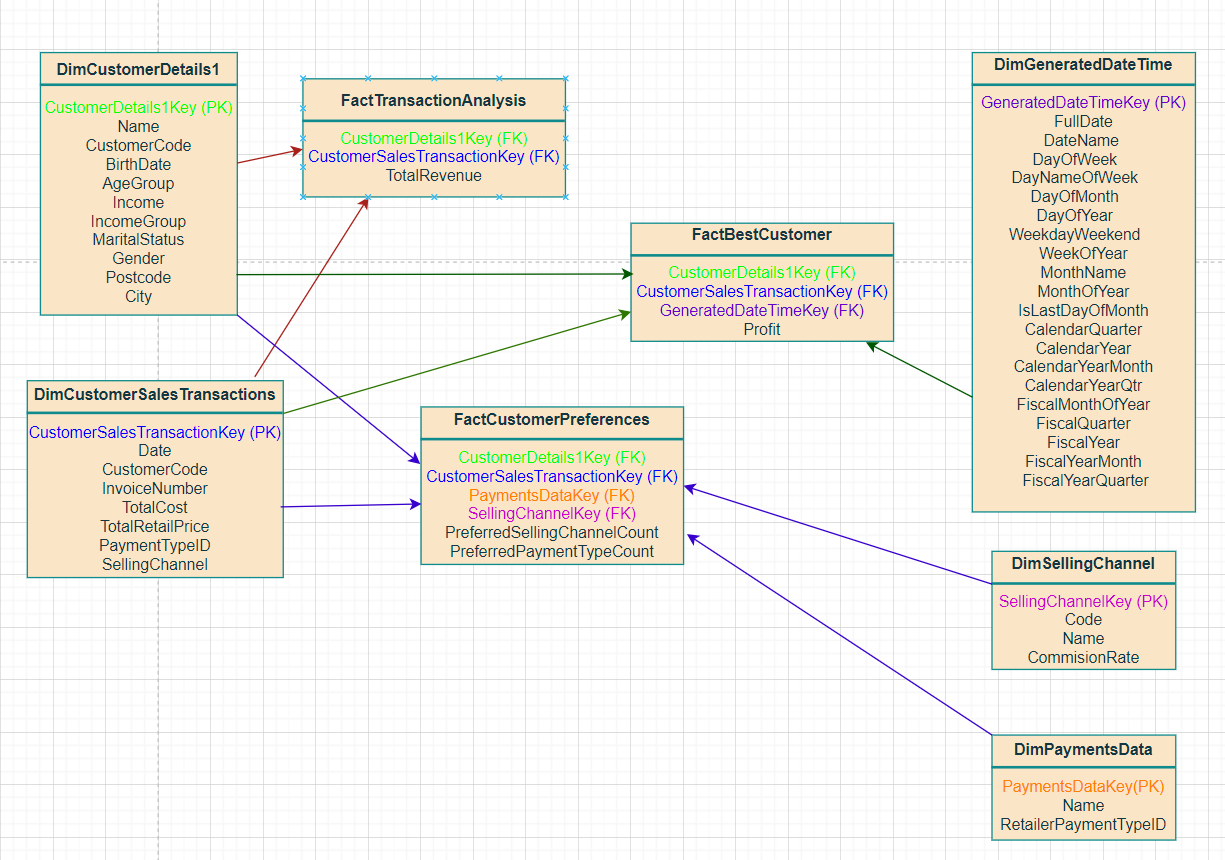 DimCustomerDetails1
CustomerDetails1Key (PK)
Name
CustomerCode
BirthDate
AgeGroup
Income
IncomeGroup
MaritalStatus
Gender
Postcode
City
FactTransactionAnalysis
CustomerDetails1Key (FK)
CustomerSalesTransactionKey (FK)
TotalRevenue
DimGeneratedDateTime
GeneratedDateTimeKey (PK)
FullDate
DateName
DayOfWeek
DayNameOfWeek
DayOfMonth
DayOfYear
WeekdayWeekend
WeekOfYear
MonthName
MonthOfYear
IsLastDayOfMonth
CalendarQuarter
CalendarYear
CalendarYearMonth
CalendarYearQtr
FiscalMonthOfYear
FiscalQuarter
FiscalYear
FiscalYearMonth
FiscalYearQuarter
FactBestCustomer
CustomerDetails1Key (FK)
CustomerSalesTransactionKey (FK)
GeneratedDateTimeKey (FK)
Profit
DimCustomerSalesTransactions
CustomerSalesTransactionKey (PK)
Date
CustomerCode
InvoiceNumber
TotalCost
TotalRetailPrice
PaymentTypeID
SellingChannel
FactCustomerPreferences
CustomerDetails1Key (FK)
CustomerSalesTransactionKey (FK)
PaymentsDataKey (FK)
SellingChannelKey (FK)
PreferredSellingChannelCount
PreferredPaymentTypeCount
DimSellingChannel
SellingChannelKey (PK)
Code
Name
CommisionRate
DimPaymentsData
PaymentsDataKey(PK)
Name
RetailerPaymentTypeID